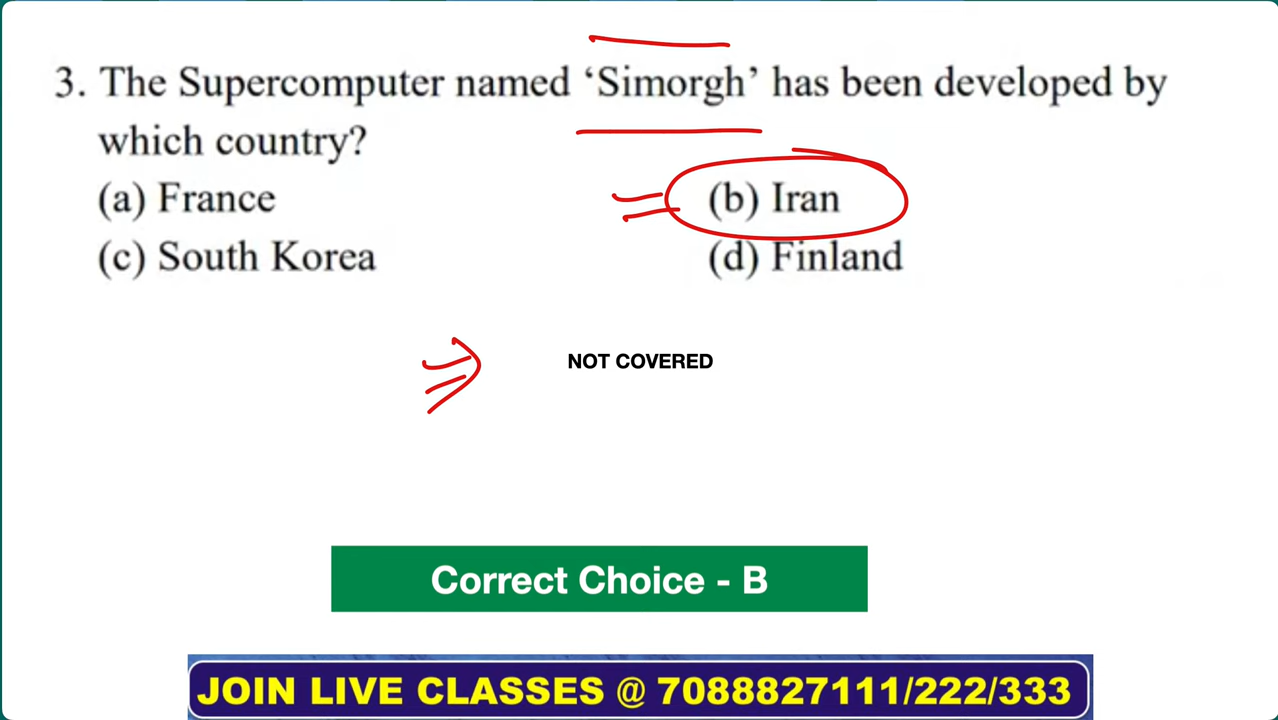 3. The Supercomputer named ‘Simorgh’ has been developed by
which country?
(a) France
(b) Iran
(c) South Korea
(d) Finland
NOT COVERED
Correct Choice - B
JOIN LIVE CLASSES @ 7088827111/222/333